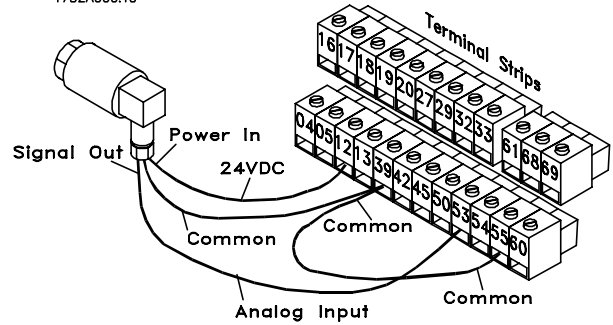 Terminal Strips
16 17 18 19 20 27 29 32 33 61 68 69
04 05 12 13 39 42 45 50 53 54 55 60
Power In
Signal Out
24VDC
Common
Common
Common
Analog Input